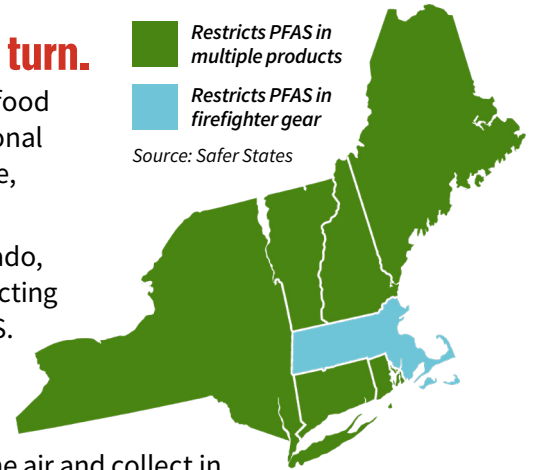 turn.
food
onal
e,
ado,
cting
S.
Restricts PFAS in
multiple products
Restricts PFAS in
firefighter gear
Source: Safer States
e air and collect in